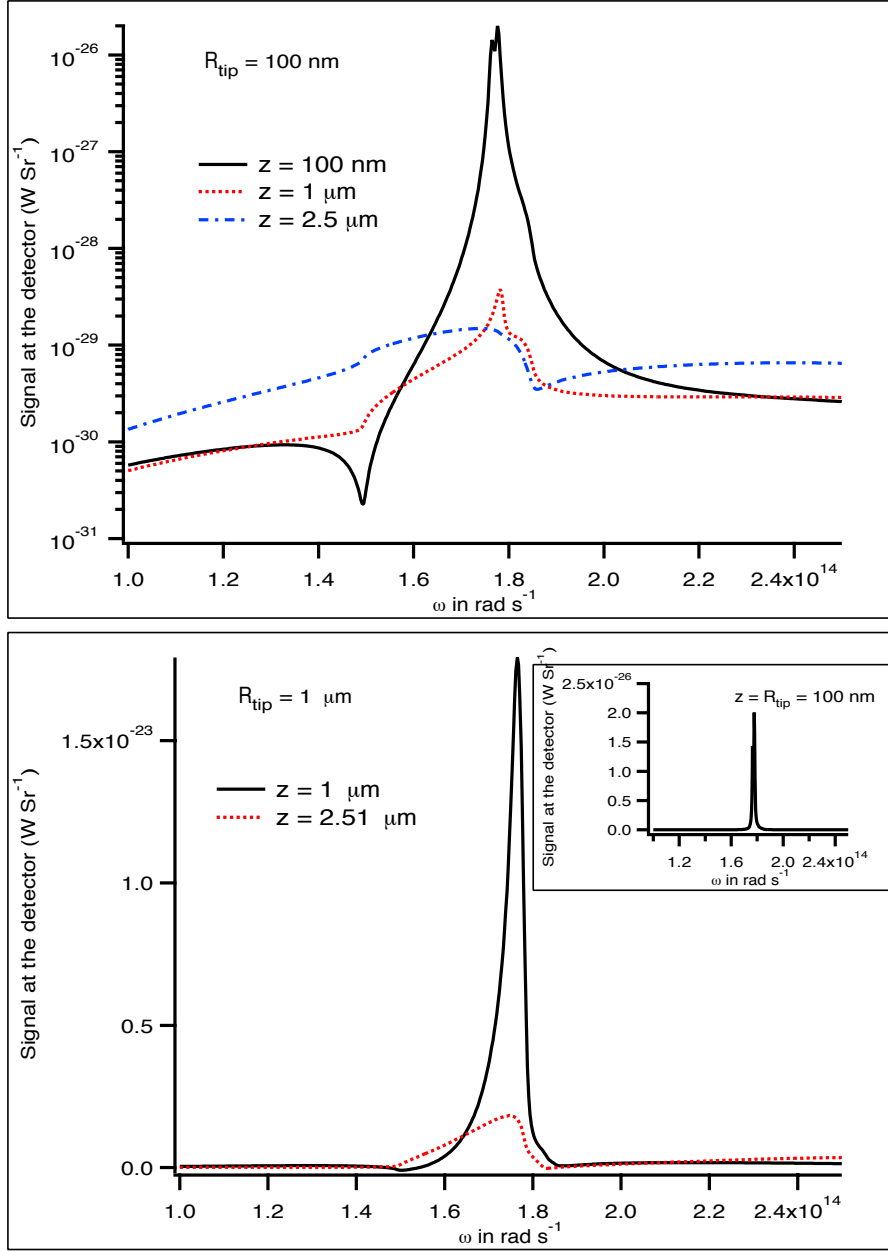 R_tip = 100 nm
z = 100 nm
z = 1 μm
z = 2.5 μm
Signal at the detector (W Sr⁻¹)
10⁻²⁶
10⁻²⁷
10⁻²⁸
10⁻²⁹
10⁻³⁰
10⁻³¹
1.0 1.2 1.4 1.6 1.8 2.0 2.2 2.4x10¹⁴
ω in rad s⁻¹
R_tip = 1 μm
z = 1 μm
z = 2.51 μm
Signal at the detector (W Sr⁻¹)
1.5x10⁻²³
1.0
0.5
0.0
1.0 1.2 1.4 1.6 1.8 2.0 2.2 2.4x10¹⁴
ω in rad s⁻¹
z = R_tip = 100 nm
Signal at the detector (W Sr⁻¹)
2.5x10⁻²⁶
2.0
1.5
1.0
0.5
0.0
1.2 1.6 2.0 2.4x10¹⁴
ω in rad s⁻¹